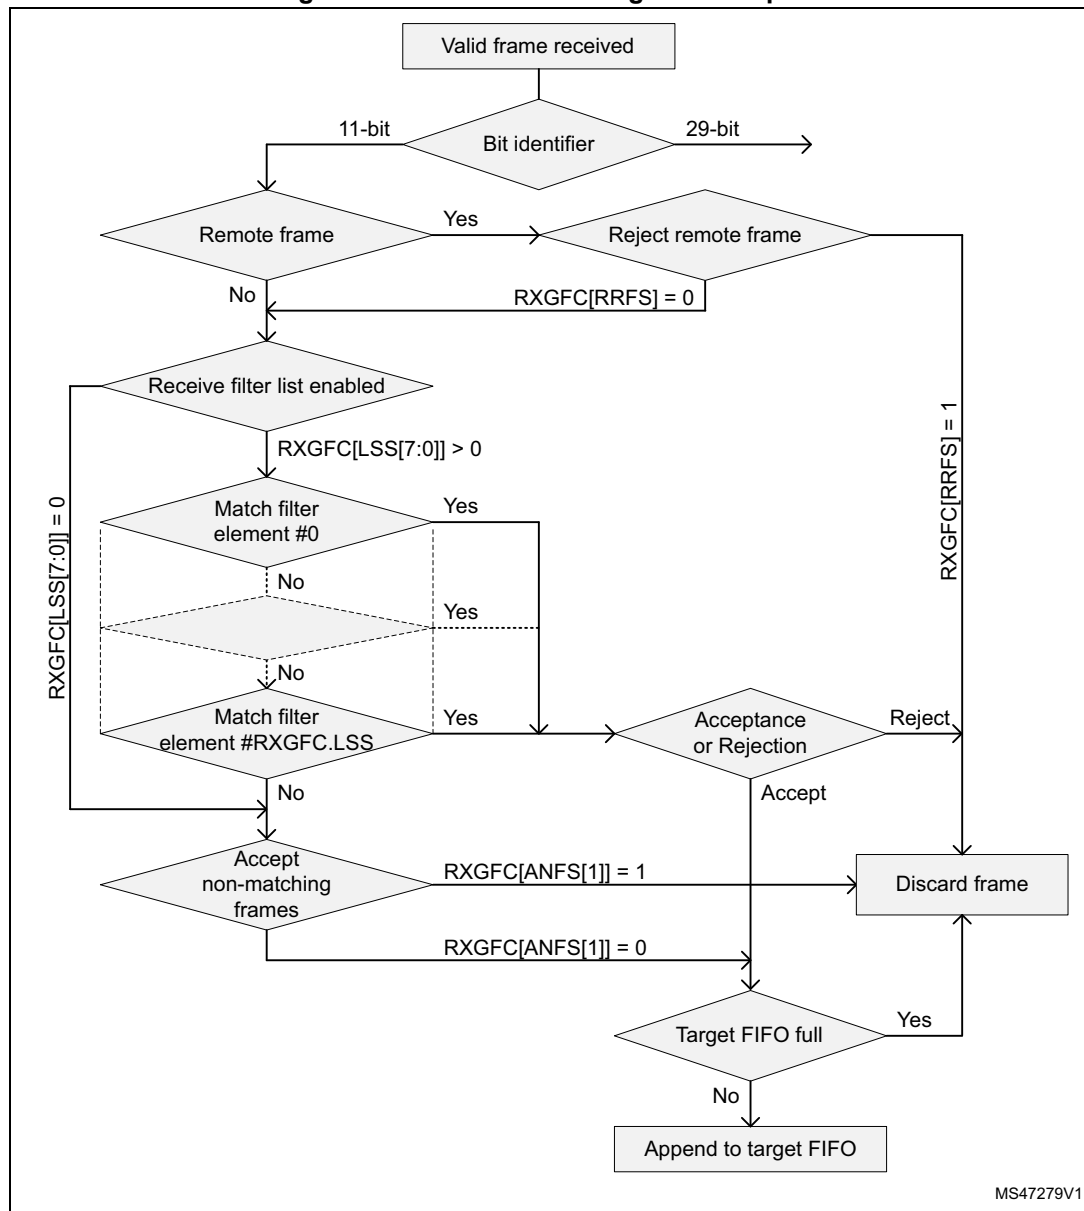 Valid frame received
11-bit
Bit identifier
29-bit
Remote frame
Yes
Reject remote frame
No
RXGFC[RRFS] = 0
Receive filter list enabled
RXGFC[LSS[7:0]] > 0
RXGFC[RRFS] = 1
RXGFC[LSS[7:0]] = 0
Match filter
element #0
Yes
No
Yes
No
Match filter
element #RXGFC.LSS
Yes
Acceptance
or Rejection
Reject
No
Accept
Accept
non-matching
frames
RXGFC[ANFS[1]] = 1
Discard frame
RXGFC[ANFS[1]] = 0
Target FIFO full
Yes
No
Append to target FIFO
MS47279V1